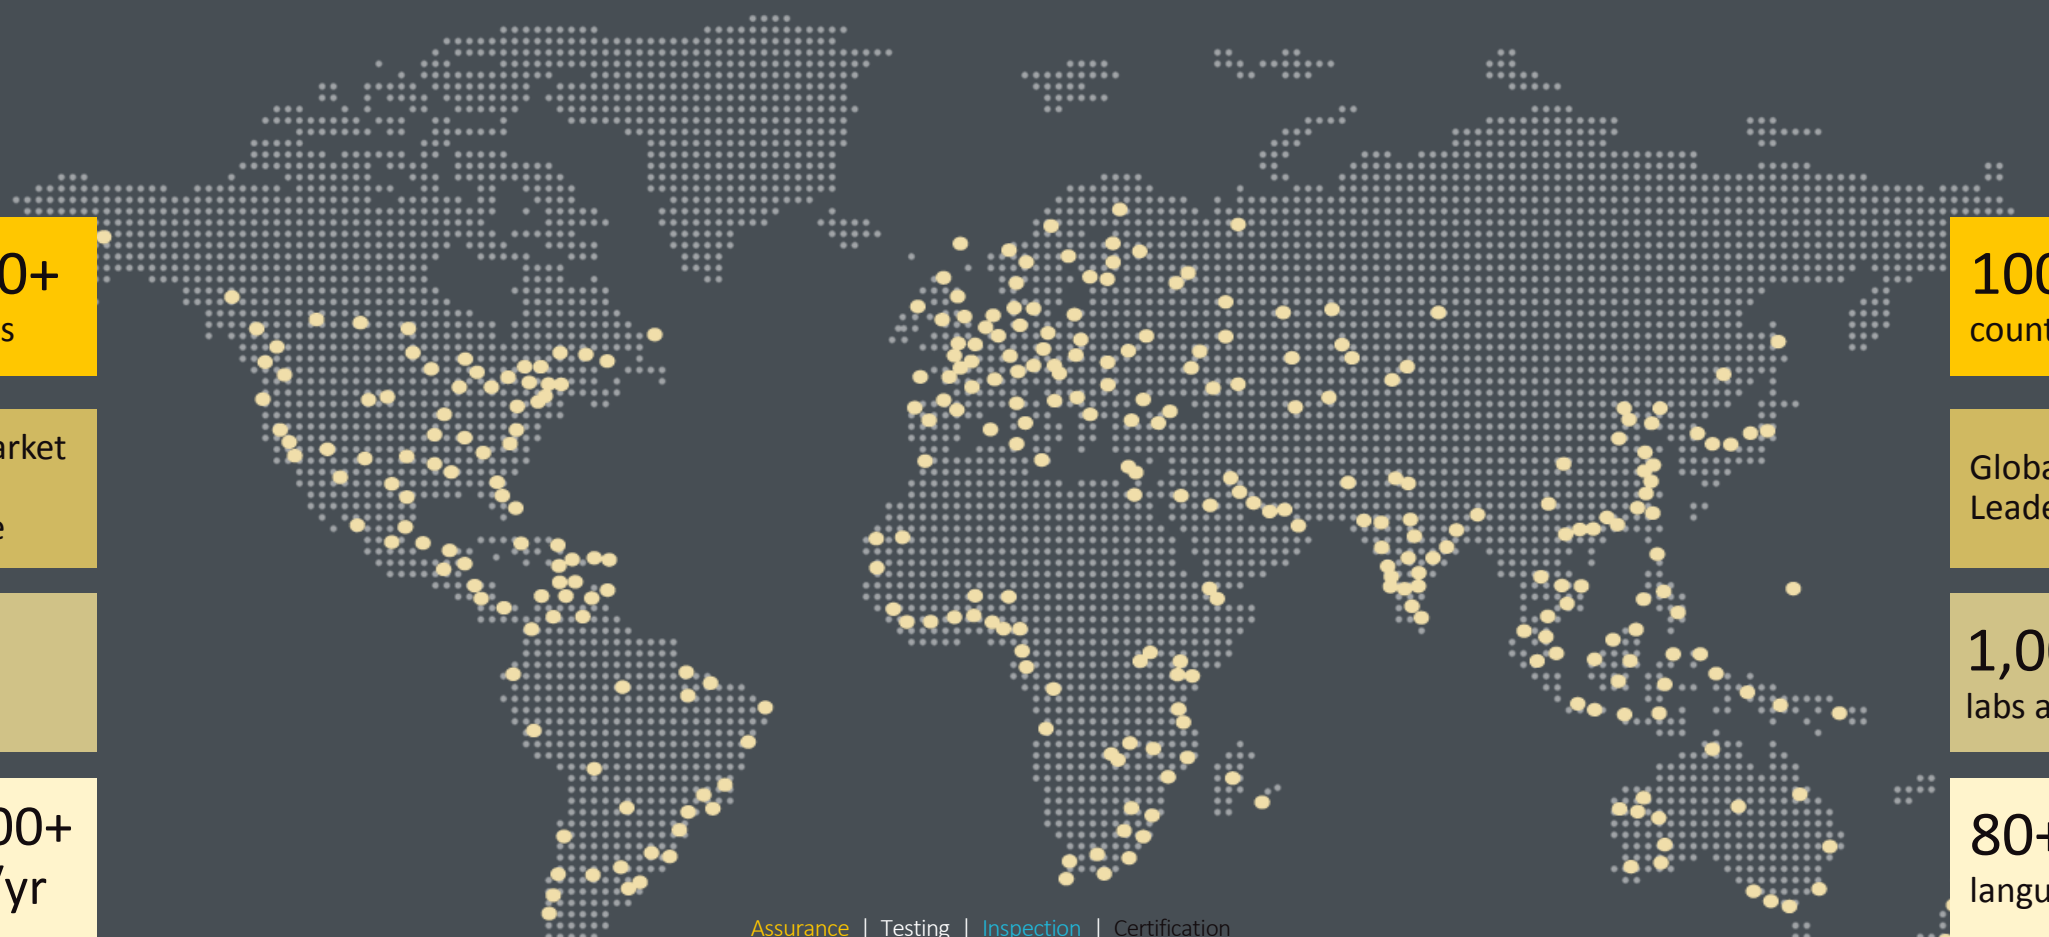 0+
s
arket
e
00+
/yr
100
count
Globa
Leade
1,0
labs a
80+
langu
Assurance | Testing | Inspection | Certification